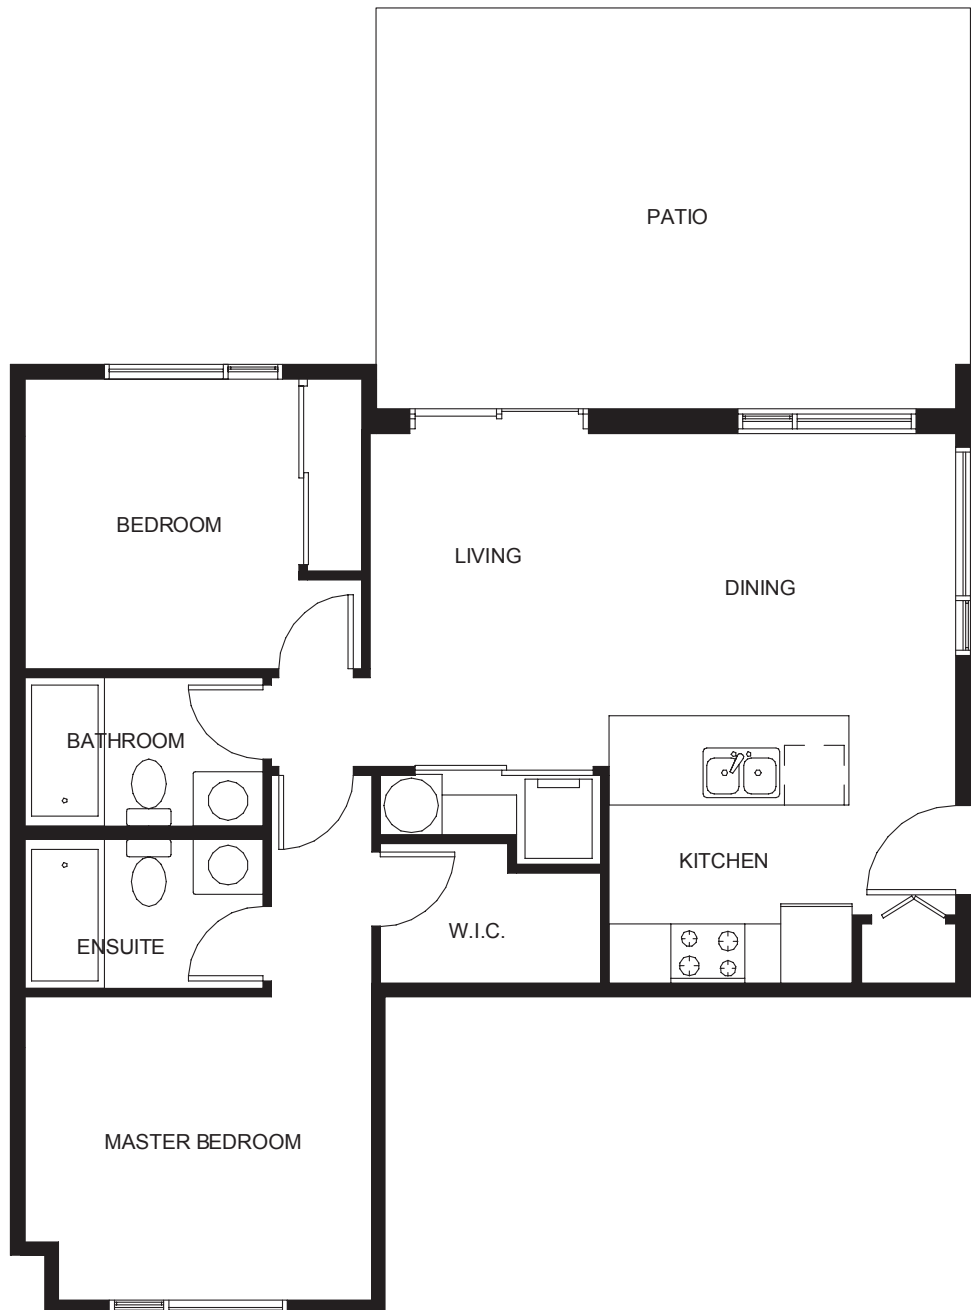 PATIO
BEDROOM
LIVING
DINING
BATHROOM
KITCHEN
W.I.C.
ENSUITE
MASTER BEDROOM